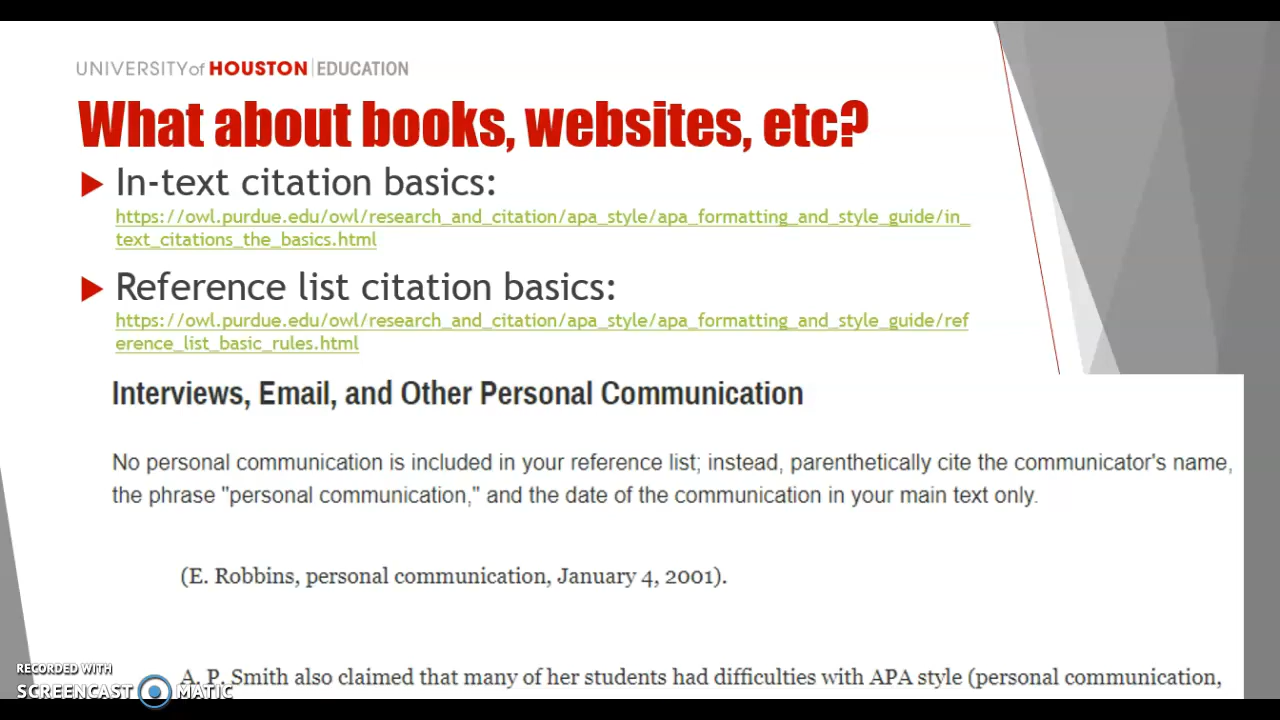 UNIVERSITYof HOUSTON | EDUCATION
What about books, websites, etc?
In-text citation basics:
https://owl.purdue.edu/owl/research_and_citation/apa_style/apa_formatting_and_style_guide/in_
text_citations_the_basics.html
Reference list citation basics:
https://owl.purdue.edu/owl/research_and_citation/apa_style/apa_formatting_and_style_guide/ref
erence_list_basic_rules.html
Interviews, Email, and Other Personal Communication
No personal communication is included in your reference list; instead, parenthetically cite the communicator's name,
the phrase "personal communication," and the date of the communication in your main text only.
(E. Robbins, personal communication, January 4, 2001).
A. P. Smith also claimed that many of her students had difficulties with APA style (personal communication,
RECORDED WITH
SCREENCAST MATIC